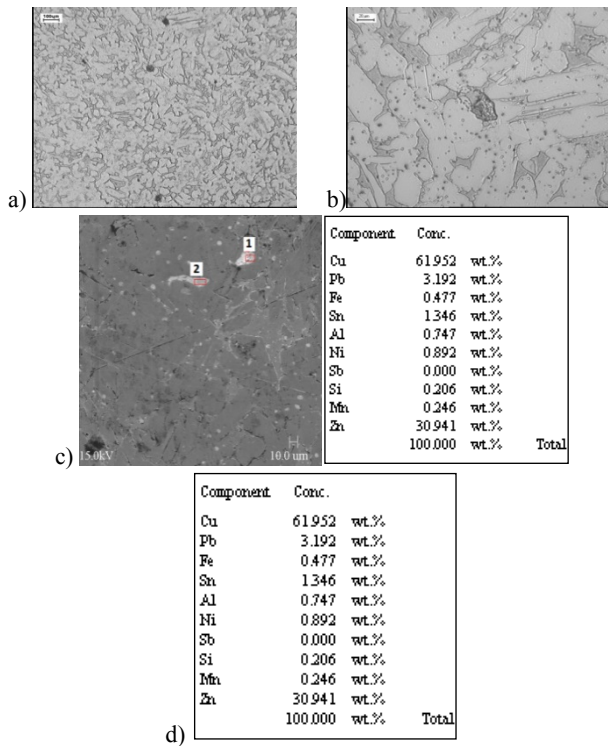 100um
20um
a)
b)
1
2
15.0kV
10.0 um
c)
Component Conc.
Cu 61.952 wt.%
Pb 3.192 wt.%
Fe 0.477 wt.%
Sn 1.346 wt.%
Al 0.747 wt.%
Ni 0.892 wt.%
Sb 0.000 wt.%
Si 0.206 wt.%
Mn 0.246 wt.%
Zn 30.941 wt.%
100.000 wt.% Total
Component Conc.
Cu 61.952 wt.%
Pb 3.192 wt.%
Fe 0.477 wt.%
Sn 1.346 wt.%
Al 0.747 wt.%
Ni 0.892 wt.%
Sb 0.000 wt.%
Si 0.206 wt.%
Mn 0.246 wt.%
Zn 30.941 wt.%
100.000 wt.% Total
d)